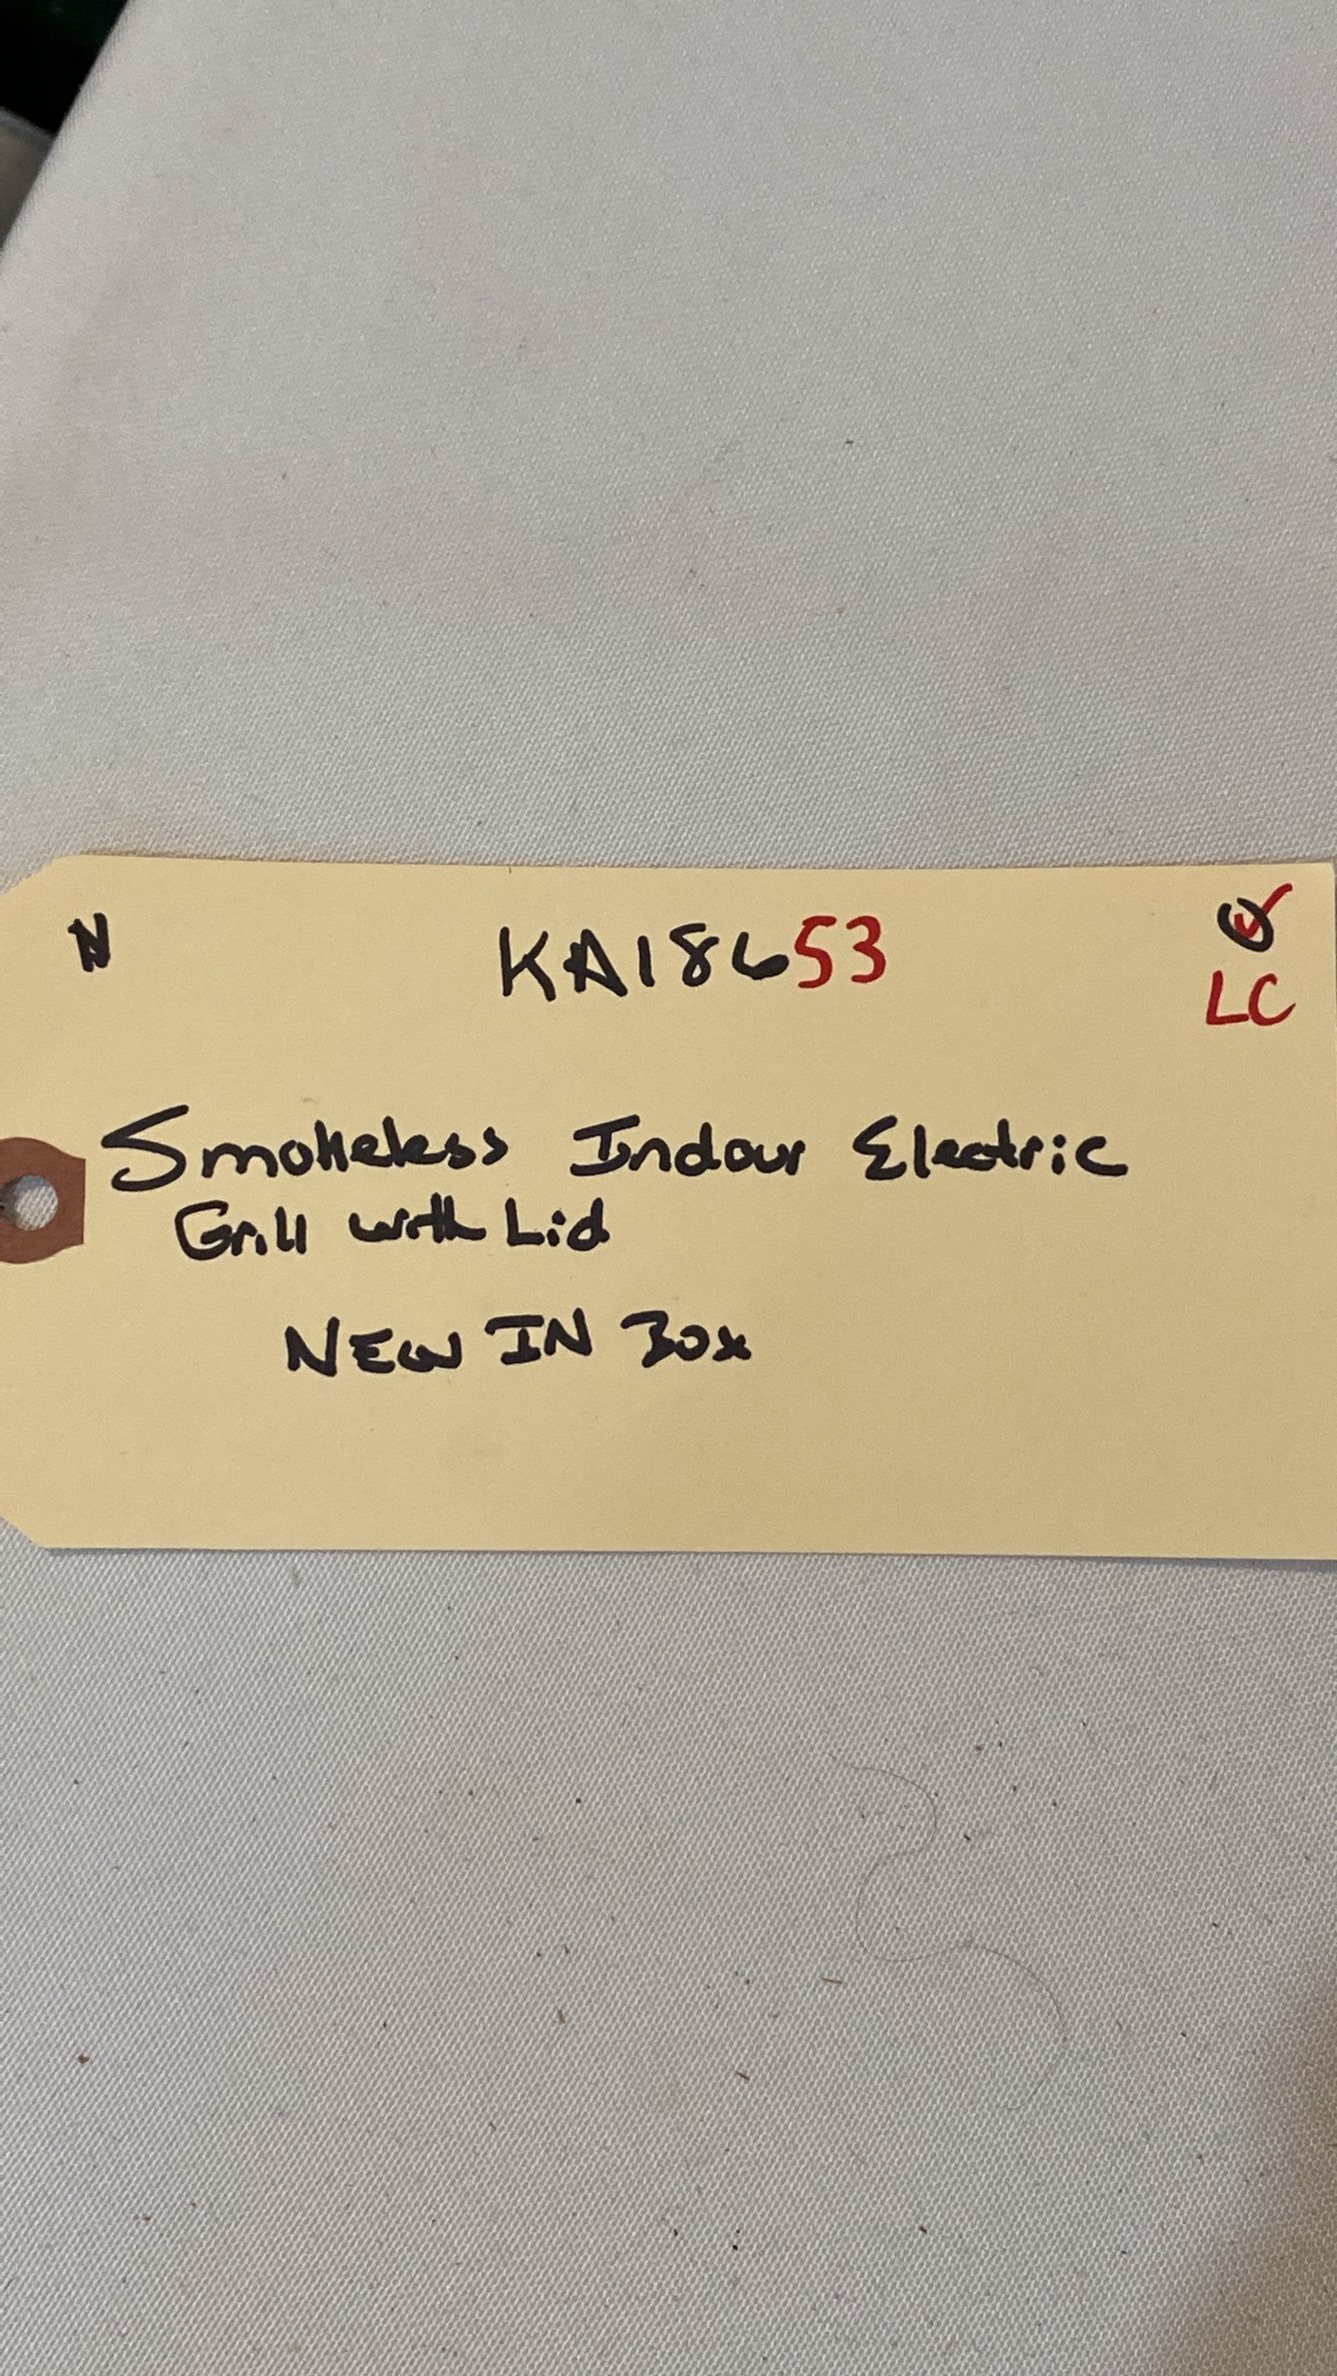 N KA18653 O
LC
Smokeless Indoor Electric
Grill with Lid
NEW IN Box